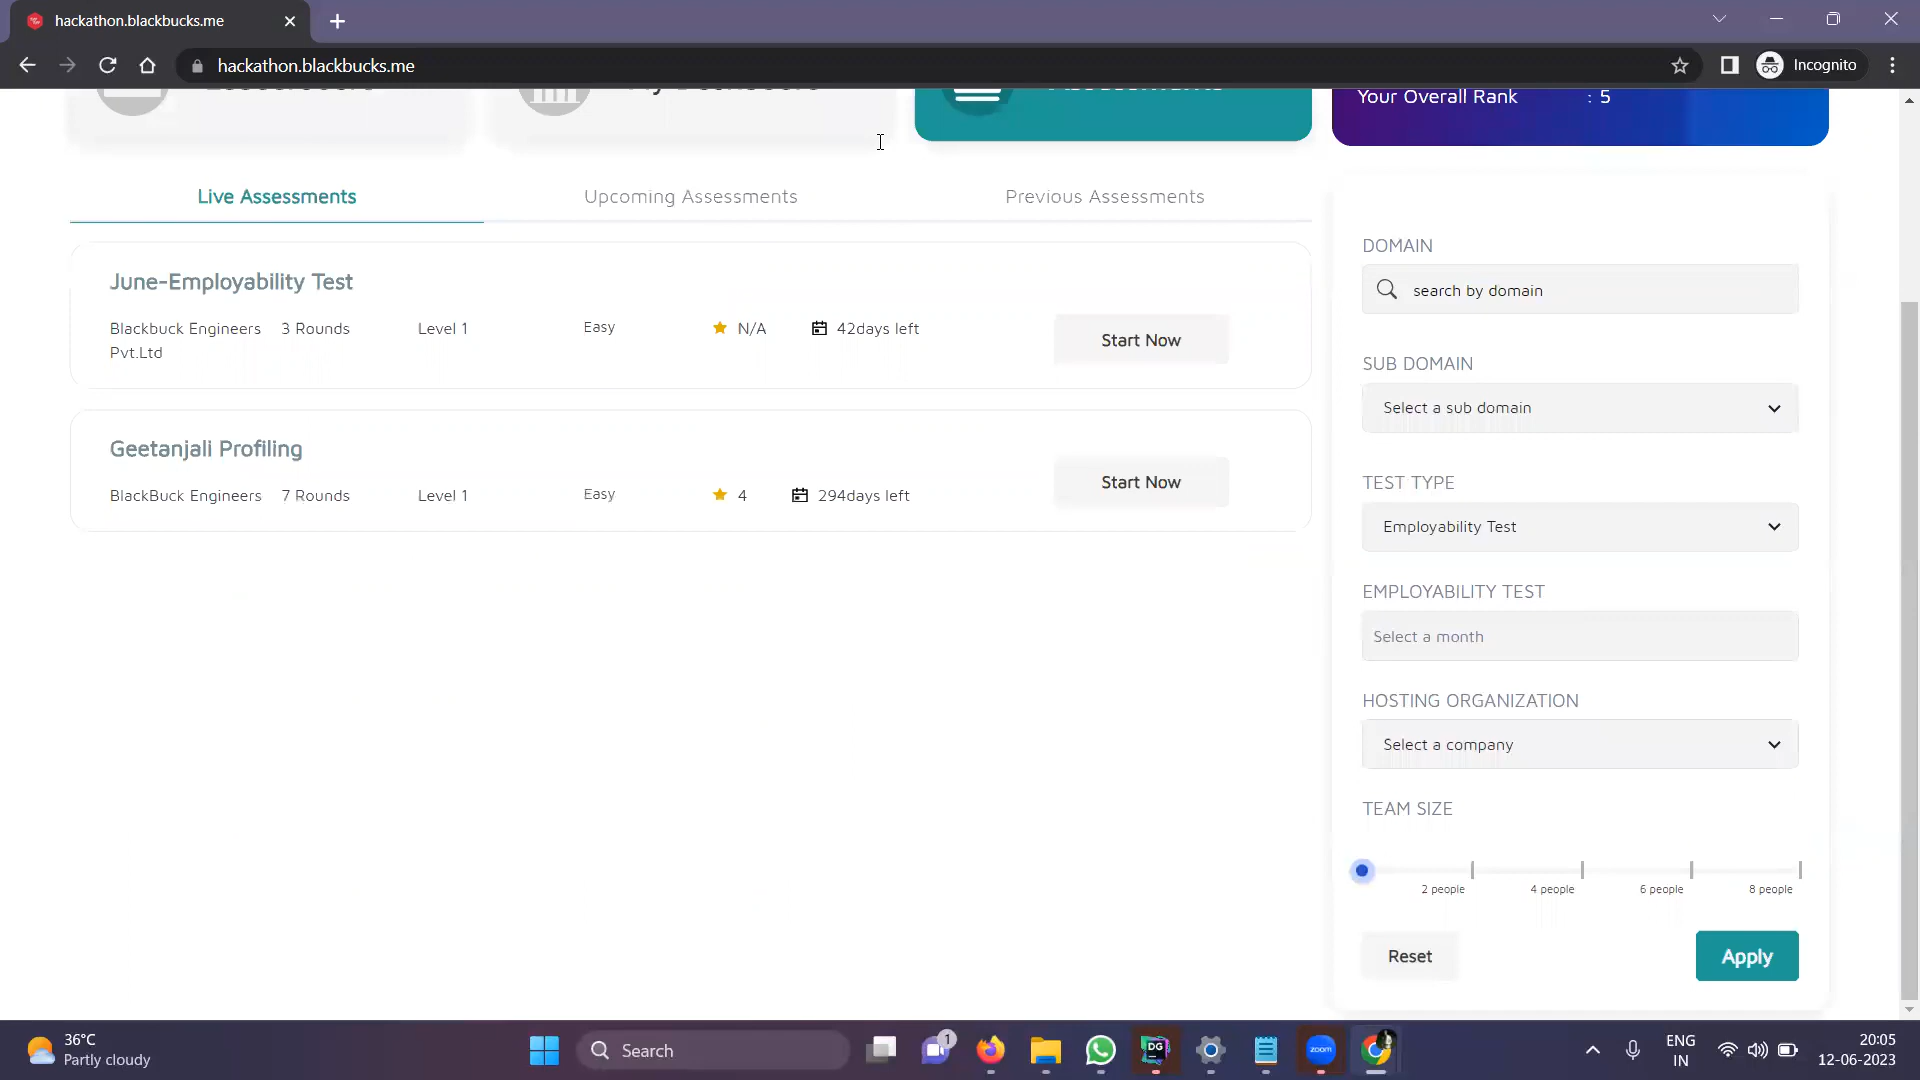 hackathon.blackbucks.me
hackathon.blackbucks.me
Incognito
Your Overall Rank : 5
Live Assessments
Upcoming Assessments
Previous Assessments
June-Employability Test
Blackbuck Engineers Pvt.Ltd
3 Rounds
Level 1
Easy
N/A
42days left
Start Now
Geetanjali Profiling
BlackBuck Engineers
7 Rounds
Level 1
Easy
4
294days left
Start Now
DOMAIN
search by domain
SUB DOMAIN
Select a sub domain
TEST TYPE
Employability Test
EMPLOYABILITY TEST
Select a month
HOSTING ORGANIZATION
Select a company
TEAM SIZE
2 people
4 people
6 people
8 people
Reset
Apply
36°C
Partly cloudy
Search
1
DG
zoom
ENG
IN
20:05
12-06-2023